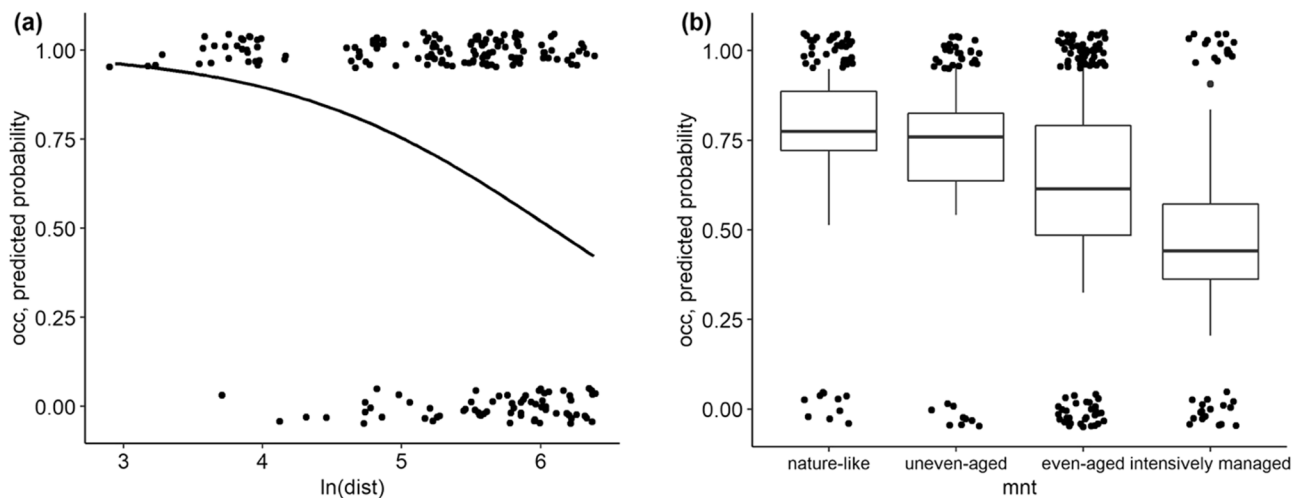 (a)
occ, predicted probability
1.00
0.75
0.50
0.25
0.00
3 4 5 6
ln(dist)
(b)
occ, predicted probability
1.00
0.75
0.50
0.25
0.00
nature-like uneven-aged even-aged intensively managed
mnt